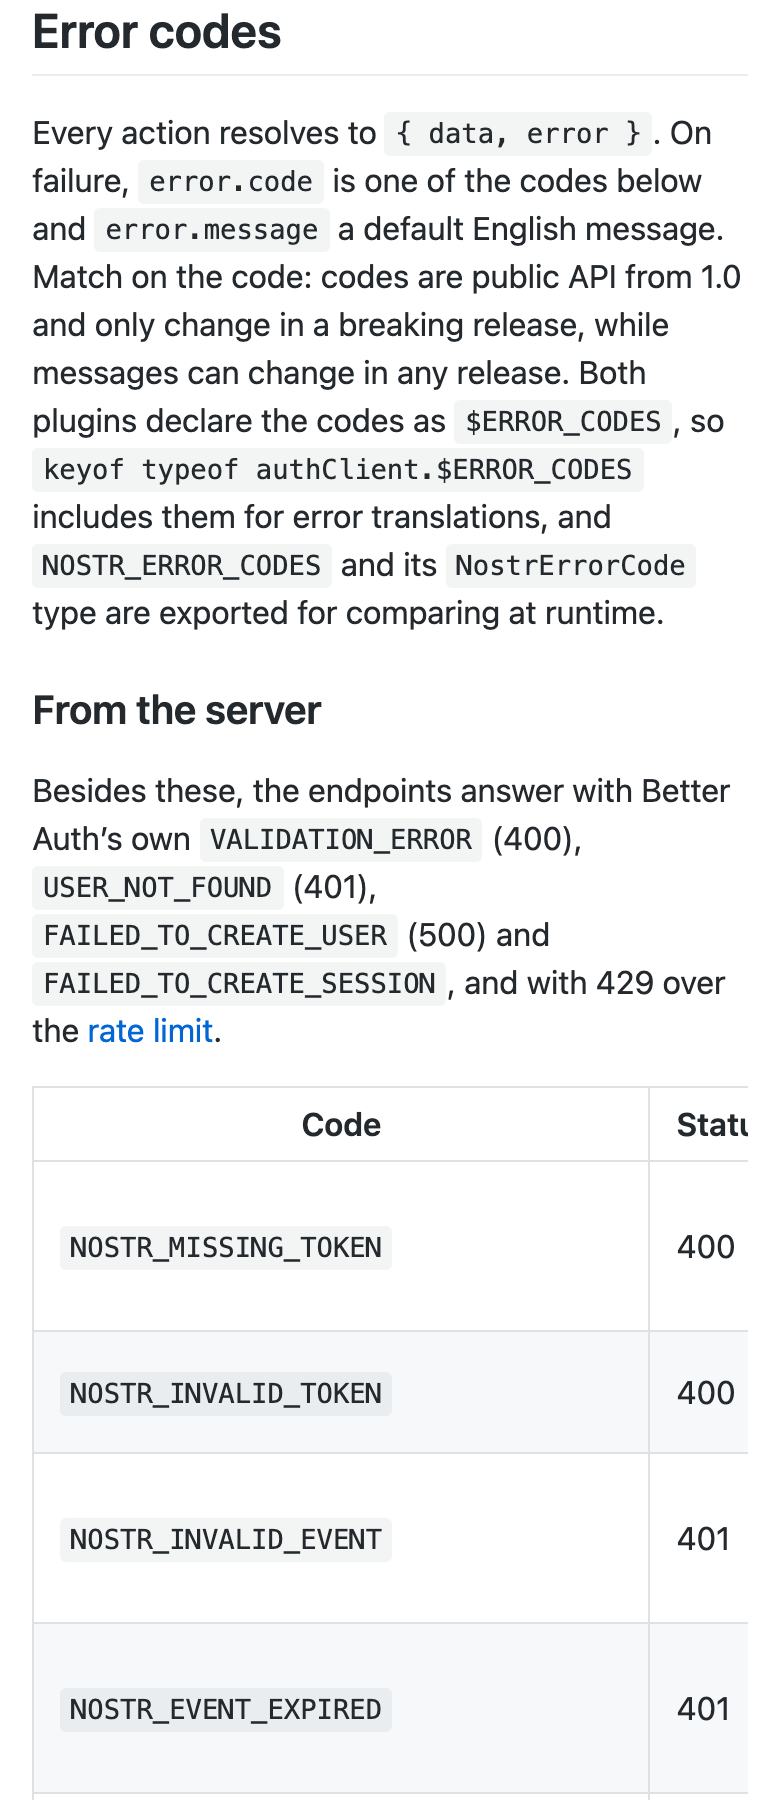 Error codes
Every action resolves to { data, error }. On
failure, error.code is one of the codes below
and error.message a default English message.
Match on the code: codes are public API from 1.0
and only change in a breaking release, while
messages can change in any release. Both
plugins declare the codes as $ERROR_CODES, so
keyof typeof authClient.$ERROR_CODES
includes them for error translations, and
NOSTR_ERROR_CODES and its NostrErrorCode
type are exported for comparing at runtime.
From the server
Besides these, the endpoints answer with Better
Auth’s own VALIDATION_ERROR (400),
USER_NOT_FOUND (401),
FAILED_TO_CREATE_USER (500) and
FAILED_TO_CREATE_SESSION, and with 429 over
the rate limit.
Code Statu
NOSTR_MISSING_TOKEN 400
NOSTR_INVALID_TOKEN 400
NOSTR_INVALID_EVENT 401
NOSTR_EVENT_EXPIRED 401